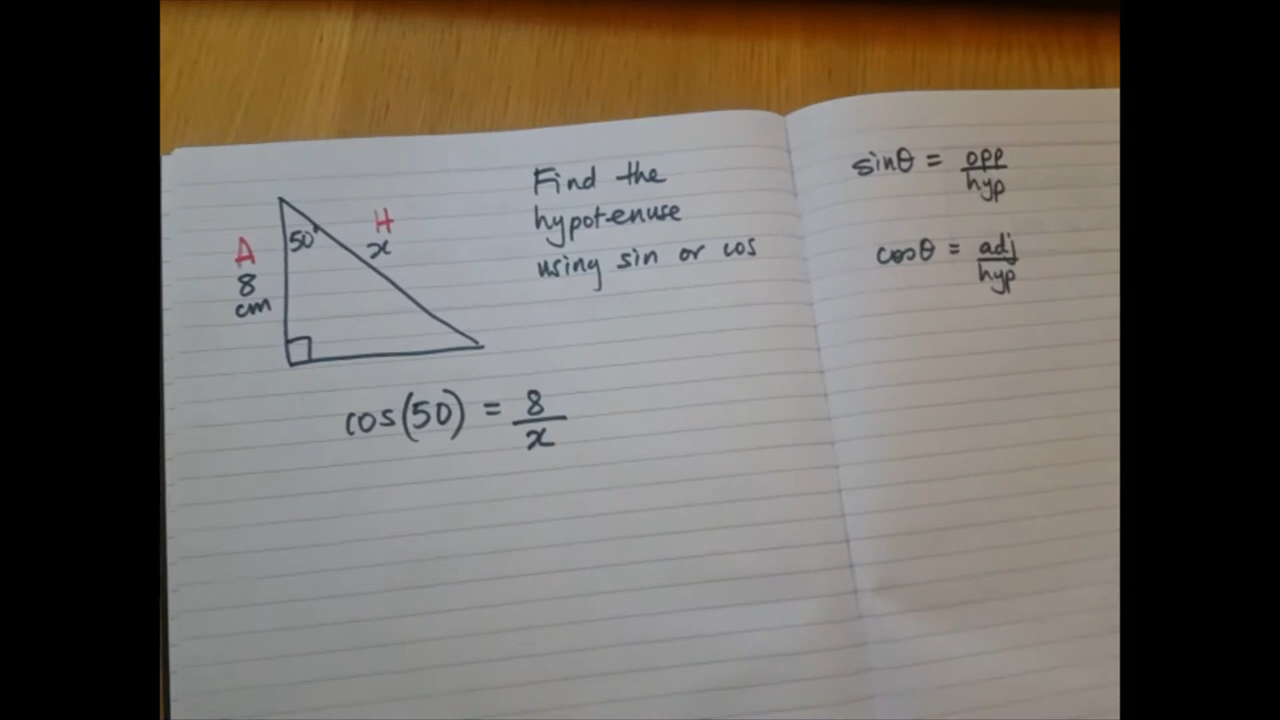 Find the
hypotenuse
using sin or cos
A
8
cm
50°
H
x
cos(50) = 8/x
sinθ = opp/hyp
cosθ = adj/hyp